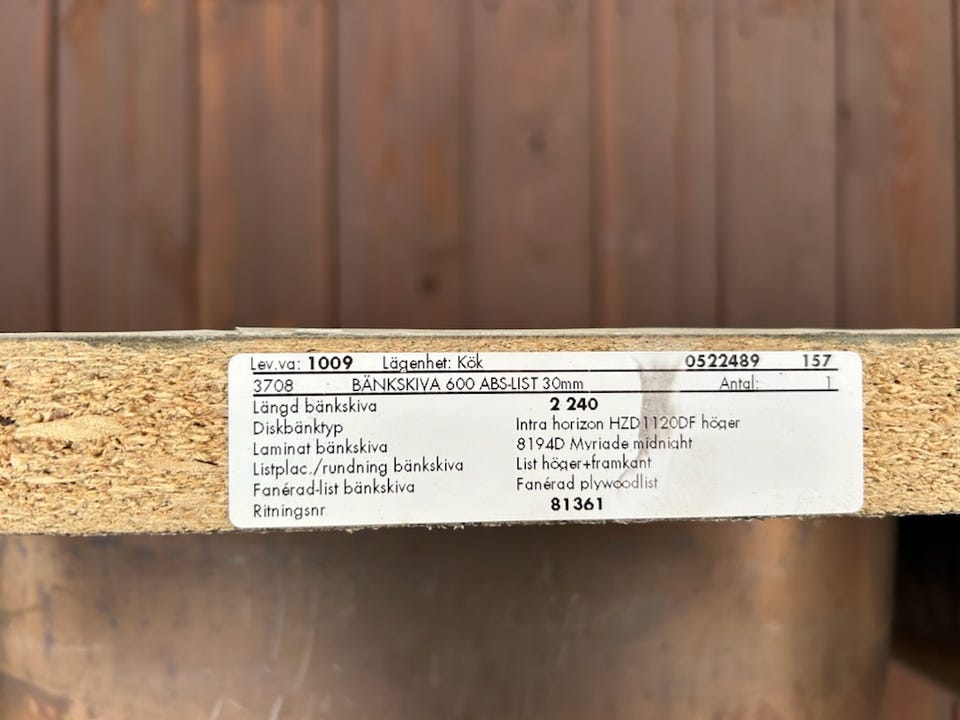 Lev.va: 1009 Lägenhet: Kök 0522489 157
3708 BÄNKSKIVA 600 ABS-LIST 30mm Antal: 1
Längd bänkskiva 2 240
Diskbänktyp Intra horizon HZD1120DF höger
Laminat bänkskiva 8194D Myriade midnight
Listplac./rundning bänkskiva List höger+framkant
Fanérad-list bänkskiva Fanérad plywoodlist
Ritningsnr 81361